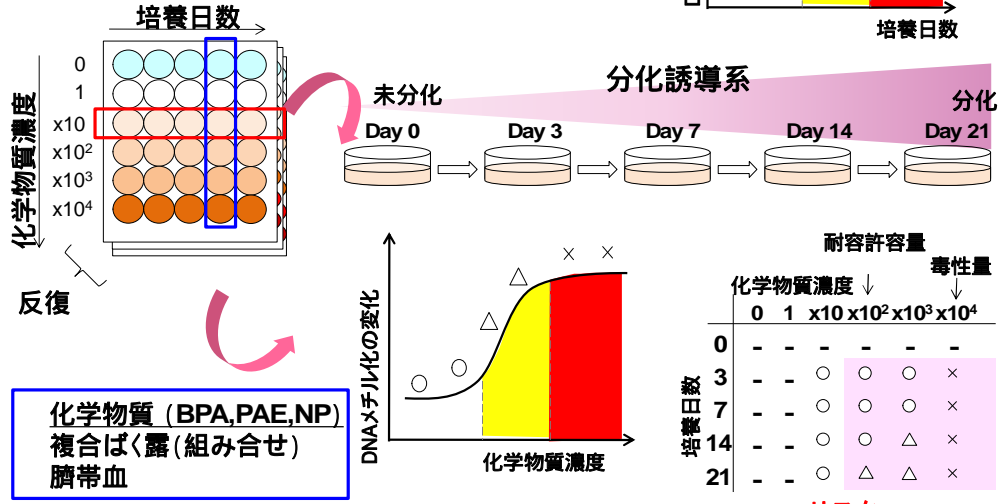 培養日数
培養日数
化学物質濃度
0
1
x10
x10²
x10³
x10⁴
反復
分化誘導系
未分化
分化
Day 0
Day 3
Day 7
Day 14
Day 21
DNAメチル化の変化
○ ○ △ △ × ×
化学物質濃度
化学物質 (BPA,PAE,NP)
複合ばく露(組み合せ)
臍帯血
耐容許容量
毒性量
化学物質濃度
0 1 x10 x10² x10³ x10⁴
培養日数
0 - - - - - -
3 - - ○ ○ ○ ×
7 - - ○ ○ ○ ×
14 - - ○ ○ △ ×
21 - - ○ △ △ ×